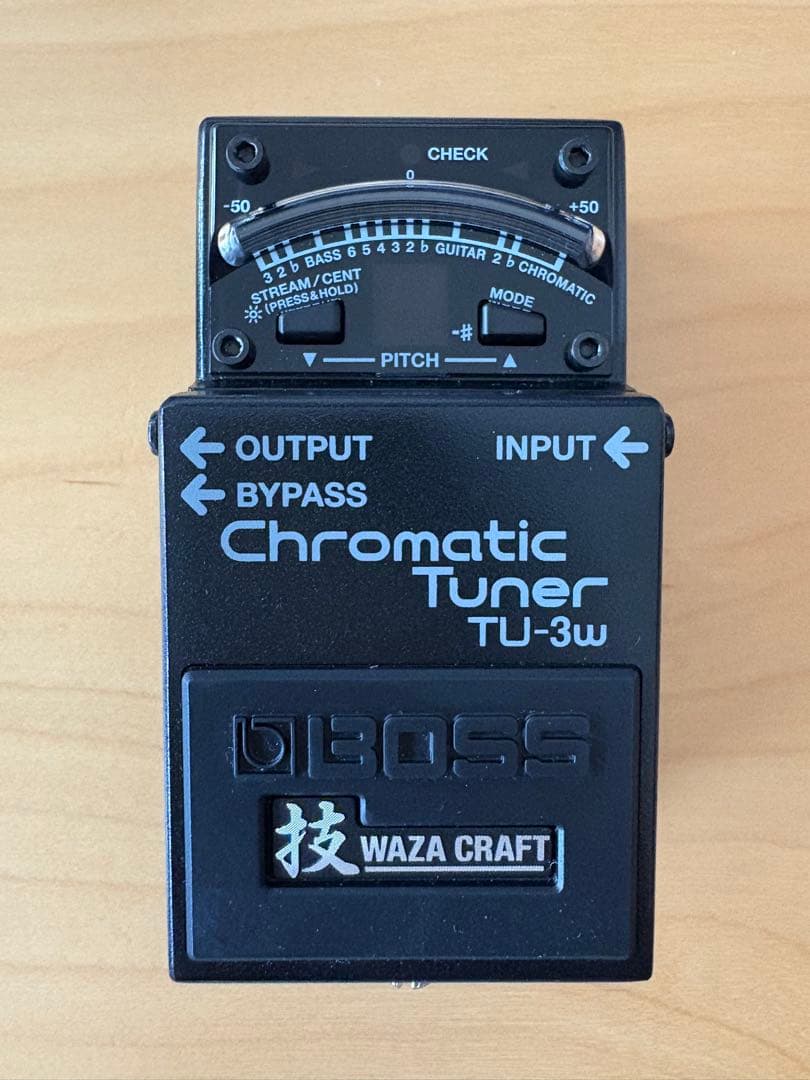 CHECK
0
-50 +50
3 2 ♭ BASS 6 5 4 3 2 ♭ GUITAR 2 ♭ CHROMATIC
STREAM/CENT
(PRESS&HOLD)
MODE
-#
▼ — PITCH — ▲
← OUTPUT
INPUT ←
← BYPASS
Chromatic
Tuner
TU-3w
b BOSS
技 WAZA CRAFT